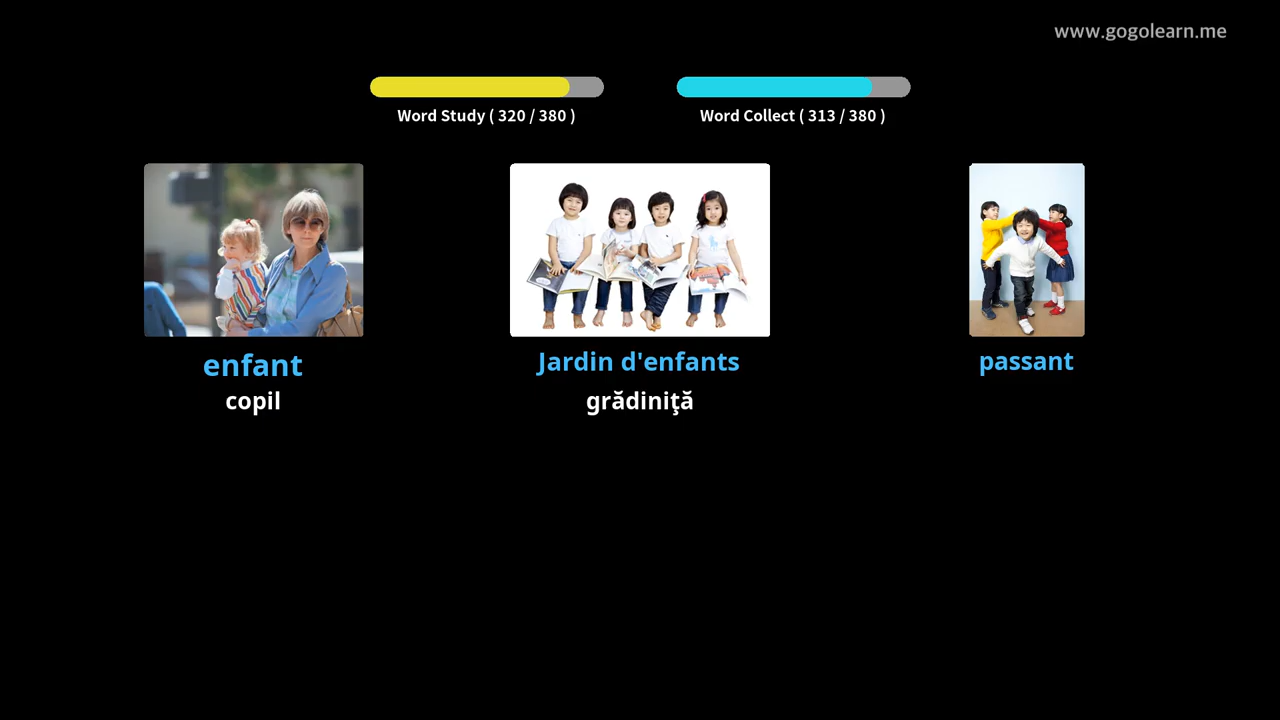 www.gogolearn.me
Word Study ( 320 / 380 )
Word Collect ( 313 / 380 )
enfant
copil
Jardin d'enfants
grădiniţă
passant